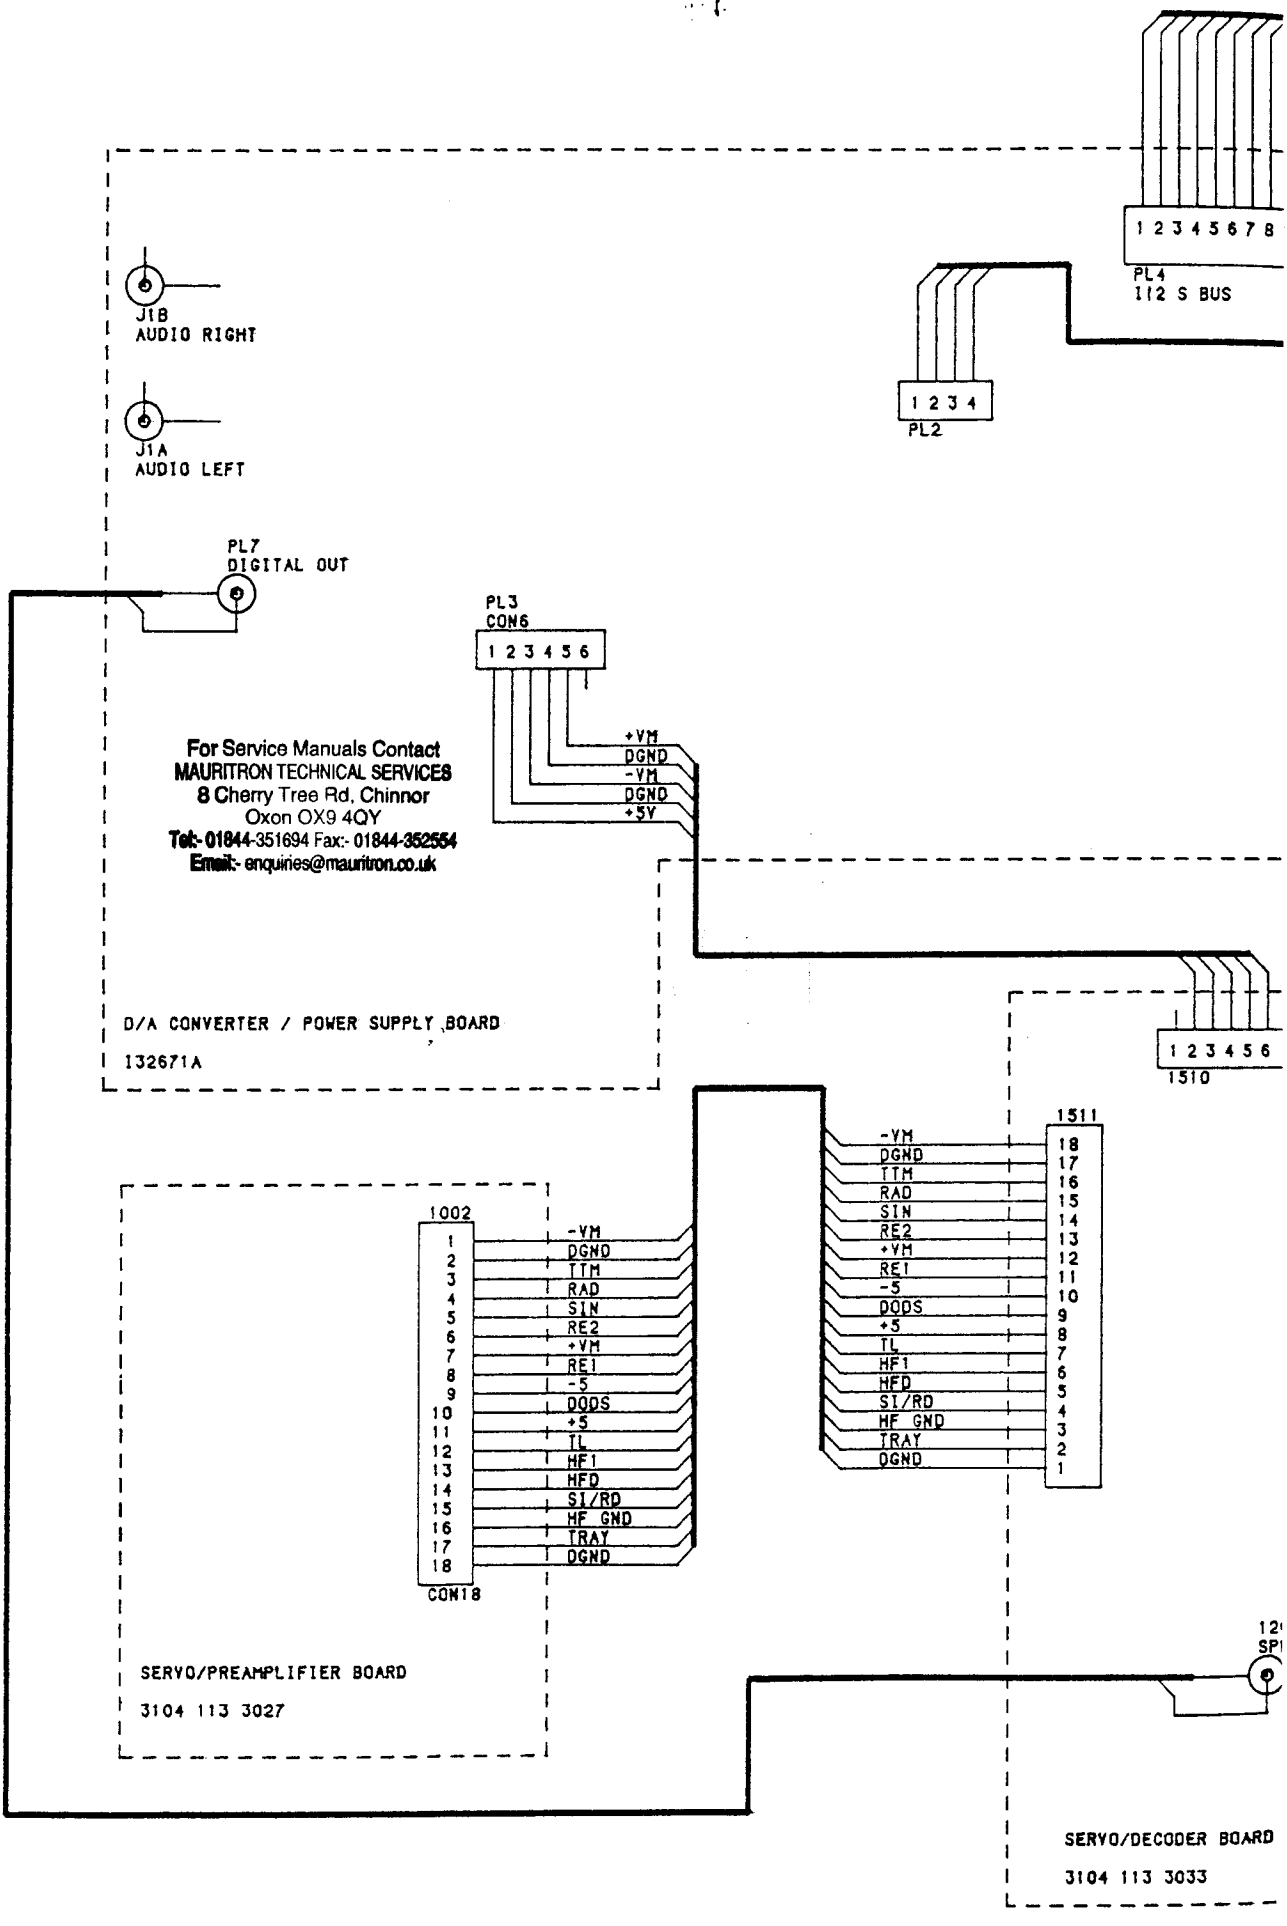 1 2 3 4 5 6 7 8
PL4
I12 S BUS
J1B
AUDIO RIGHT
1 2 3 4
PL2
J1A
AUDIO LEFT
PL7
DIGITAL OUT
PL3
CON6
1 2 3 4 5 6
+VM
DGND
-VM
DGND
+5V
For Service Manuals Contact
MAURITRON TECHNICAL SERVICES
8 Cherry Tree Rd, Chinnor
Oxon OX9 4QY
Tel:- 01844-351694 Fax:- 01844-352554
Email:- enquiries@mauritron.co.uk
D/A CONVERTER / POWER SUPPLY BOARD
I32671A
1 2 3 4 5 6
1510
1511
-VM 18
DGND 17
TTM 16
RAD 15
SIN 14
RE2 13
+VM 12
RE1 11
-5 10
DODS 9
+5 8
TL 7
HF1 6
HFD 5
SI/RD 4
HF GND 3
TRAY 2
DGND 1
1002
1 -VM
2 DGND
3 TTM
4 RAD
5 SIN
6 RE2
7 +VM
8 RE1
9 -5
10 DODS
11 +5
12 TL
13 HF1
14 HFD
15 SI/RD
16 HF GND
17 TRAY
18 DGND
CON18
SERVO/PREAMPLIFIER BOARD
3104 113 3027
SERVO/DECODER BOARD
3104 113 3033